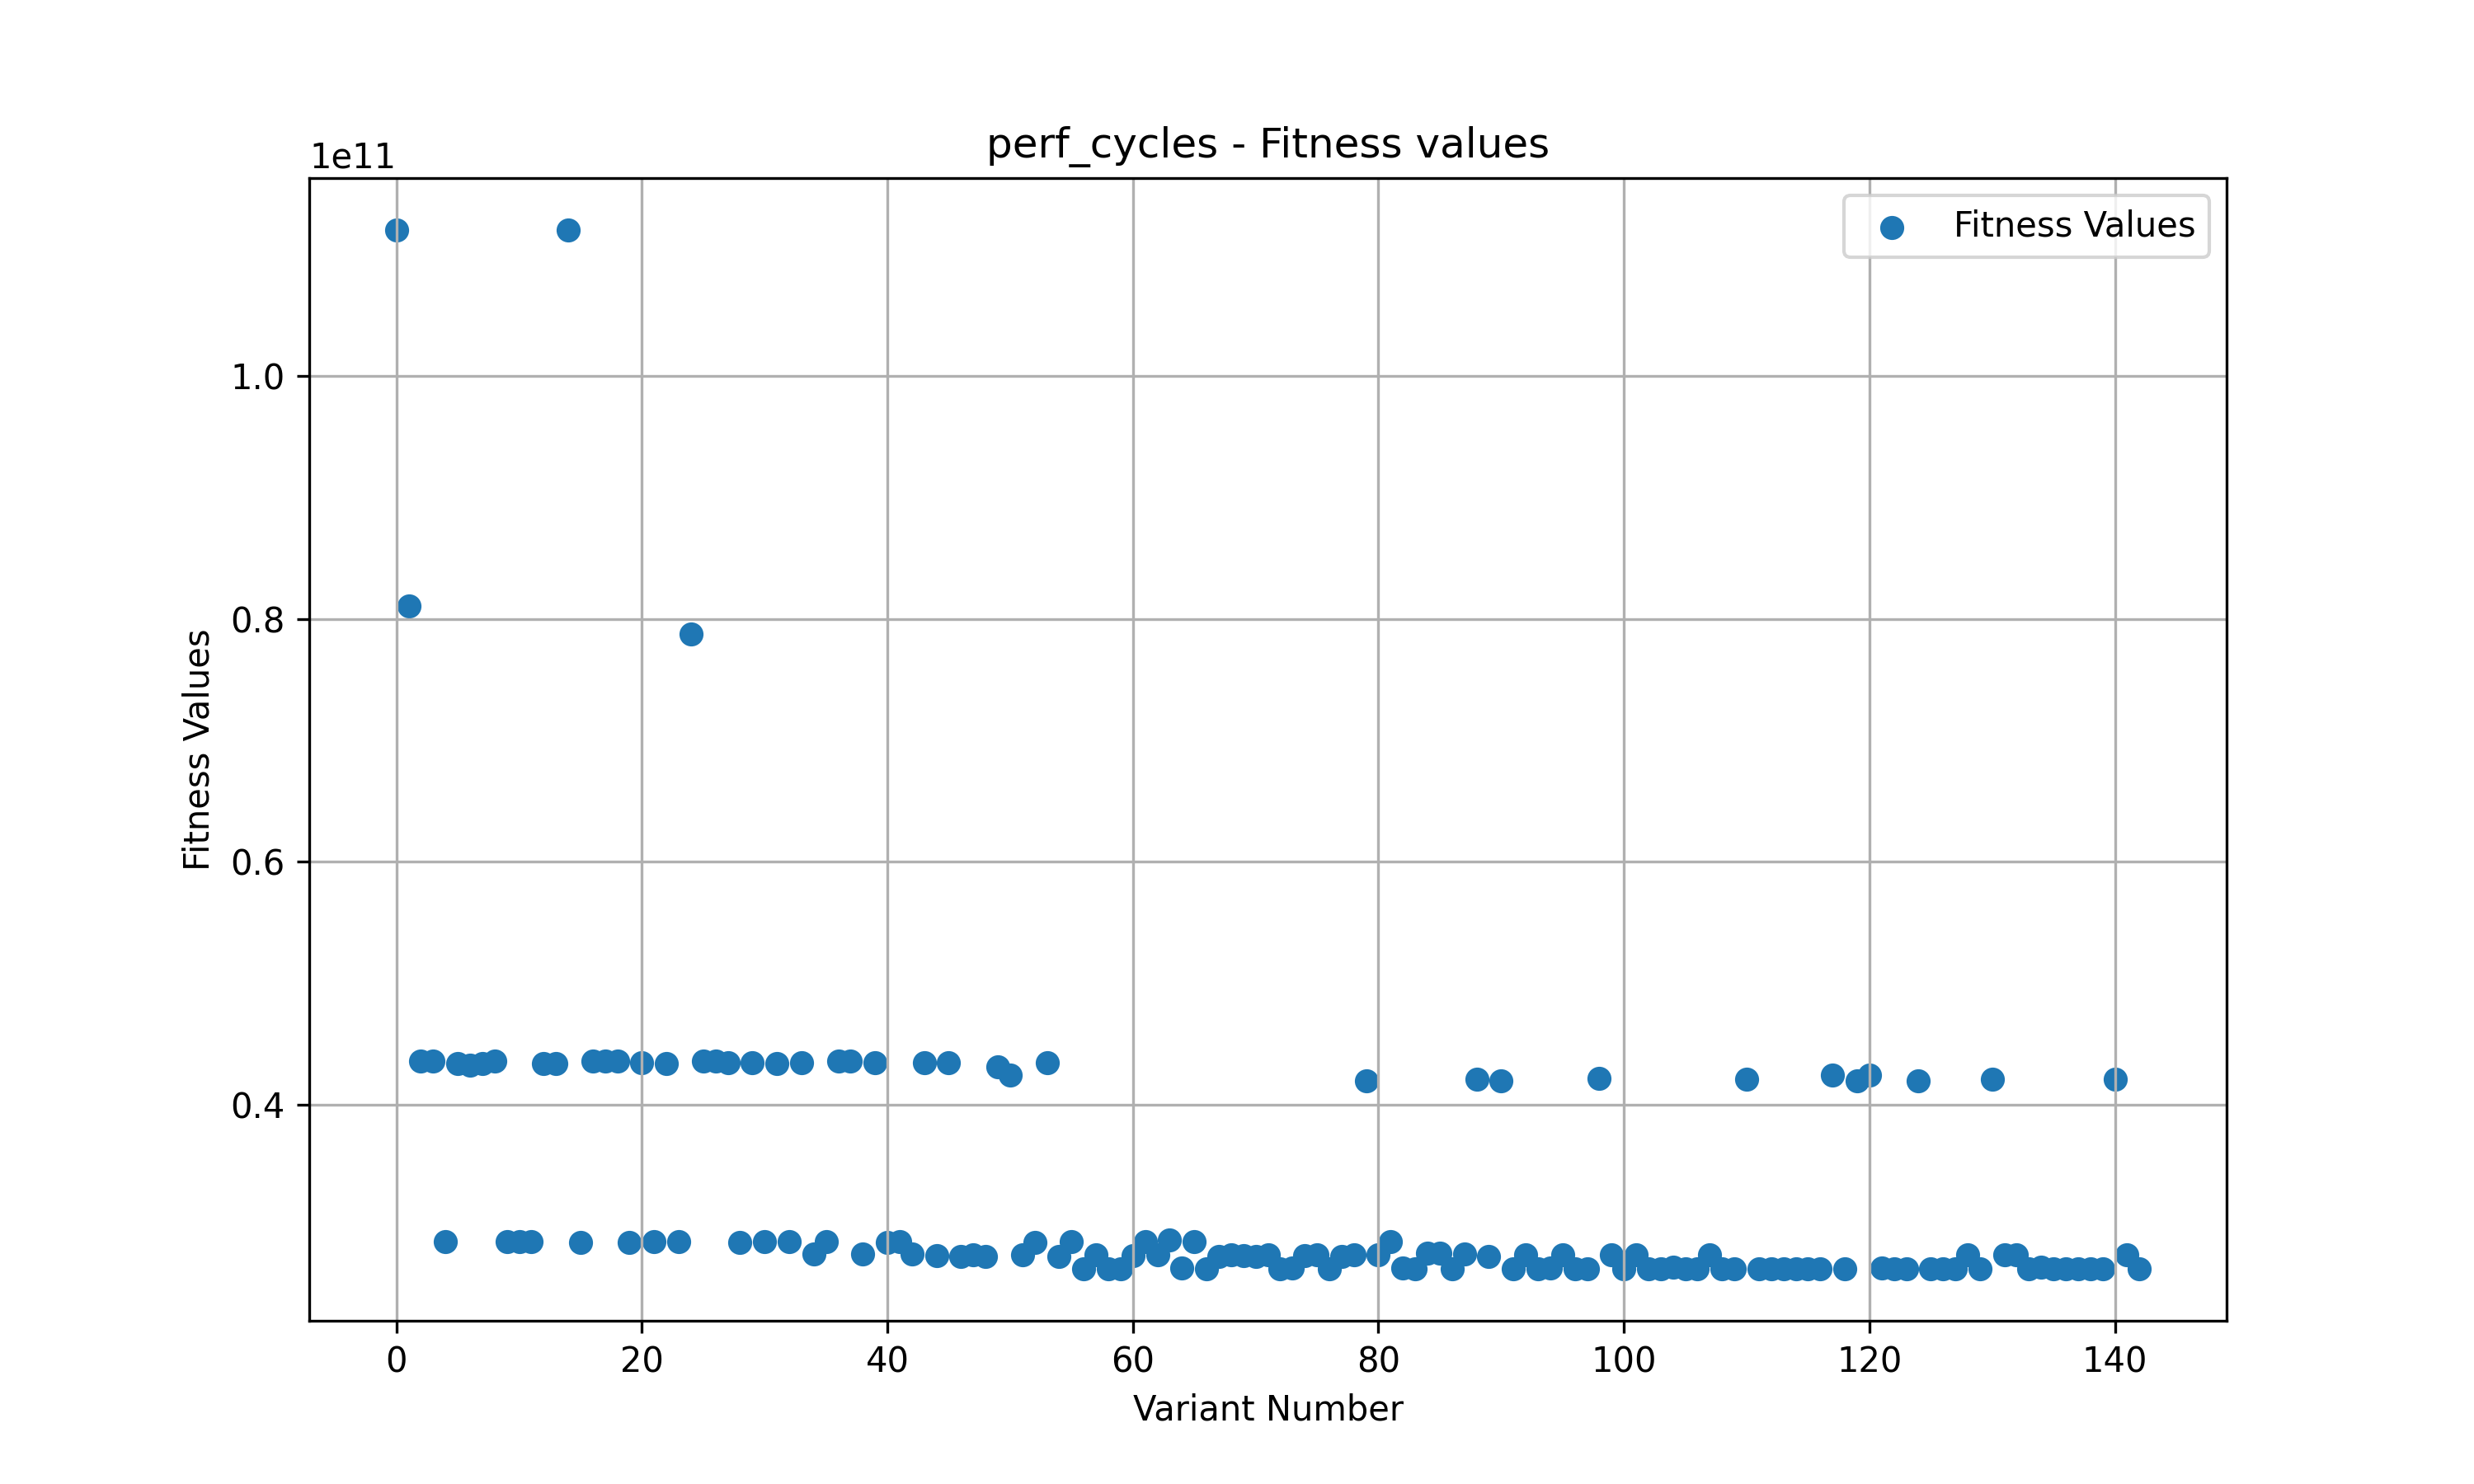 perf_cycles - Fitness values
1e11
Fitness Values
1.0
0.8
0.6
0.4
Fitness Values
0 20 40 60 80 100 120 140
Variant Number